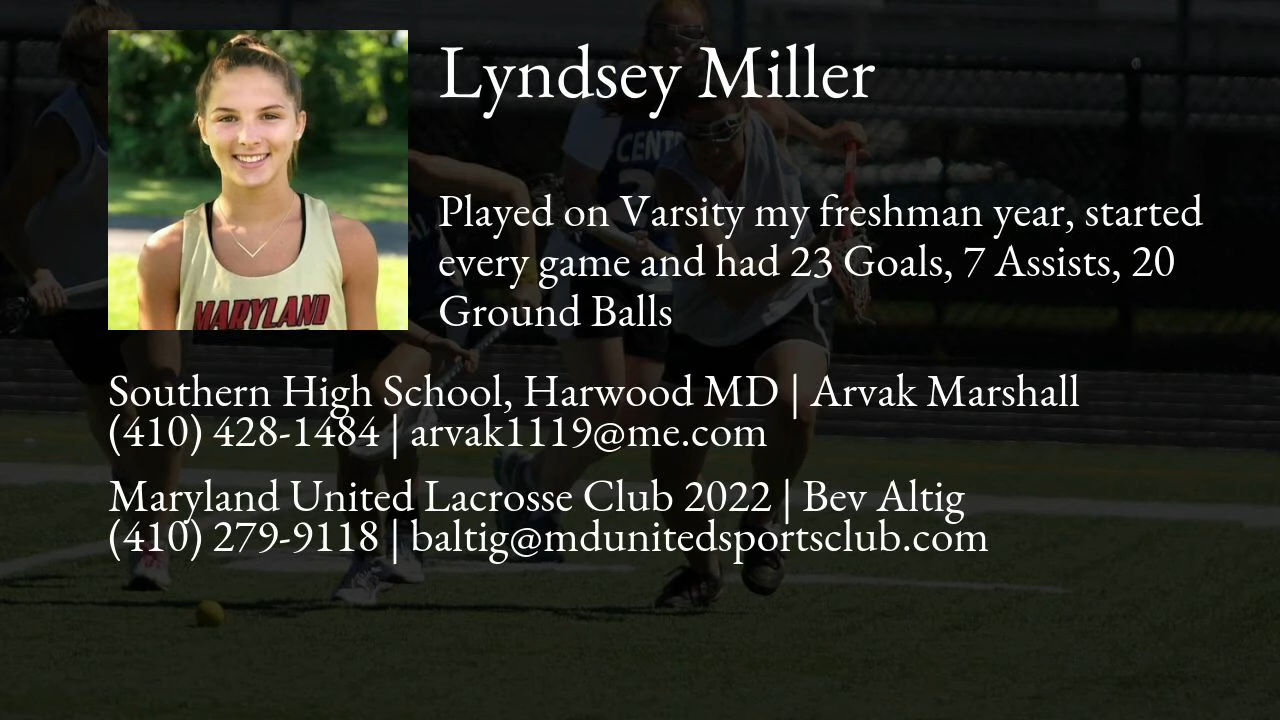 Lyndsey Miller
MARYLAND
CENT
Played on Varsity my freshman year, started
every game and had 23 Goals, 7 Assists, 20
Ground Balls
Southern High School, Harwood MD | Arvak Marshall
(410) 428-1484 | arvak1119@me.com
Maryland United Lacrosse Club 2022 | Bev Altig
(410) 279-9118 | baltig@mdunitedsportsclub.com